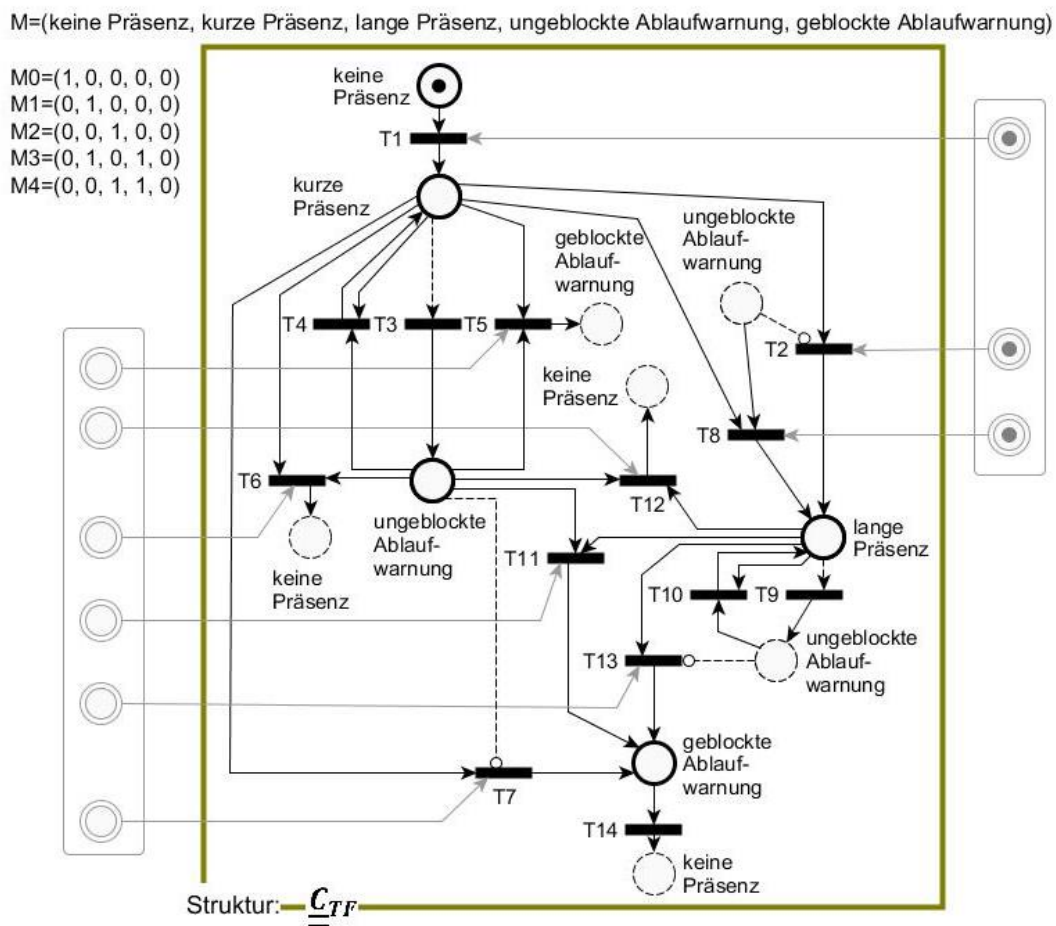 M=(keine Präsenz, kurze Präsenz, lange Präsenz, ungeblockte Ablaufwarnung, geblockte Ablaufwarnung)
M0=(1, 0, 0, 0, 0)
M1=(0, 1, 0, 0, 0)
M2=(0, 0, 1, 0, 0)
M3=(0, 1, 0, 1, 0)
M4=(0, 0, 1, 1, 0)
keine
Präsenz
T1
kurze
Präsenz
ungeblockte
Ablauf-
warnung
geblockte
Ablauf-
warnung
T4
T3
T5
T2
keine
Präsenz
T8
T6
T12
ungeblockte
Ablauf-
warnung
lange
Präsenz
T11
keine
Präsenz
T10
T9
ungeblockte
Ablauf-
warnung
T13
geblockte
Ablauf-
warnung
T7
T14
keine
Präsenz
Struktur: C_TF